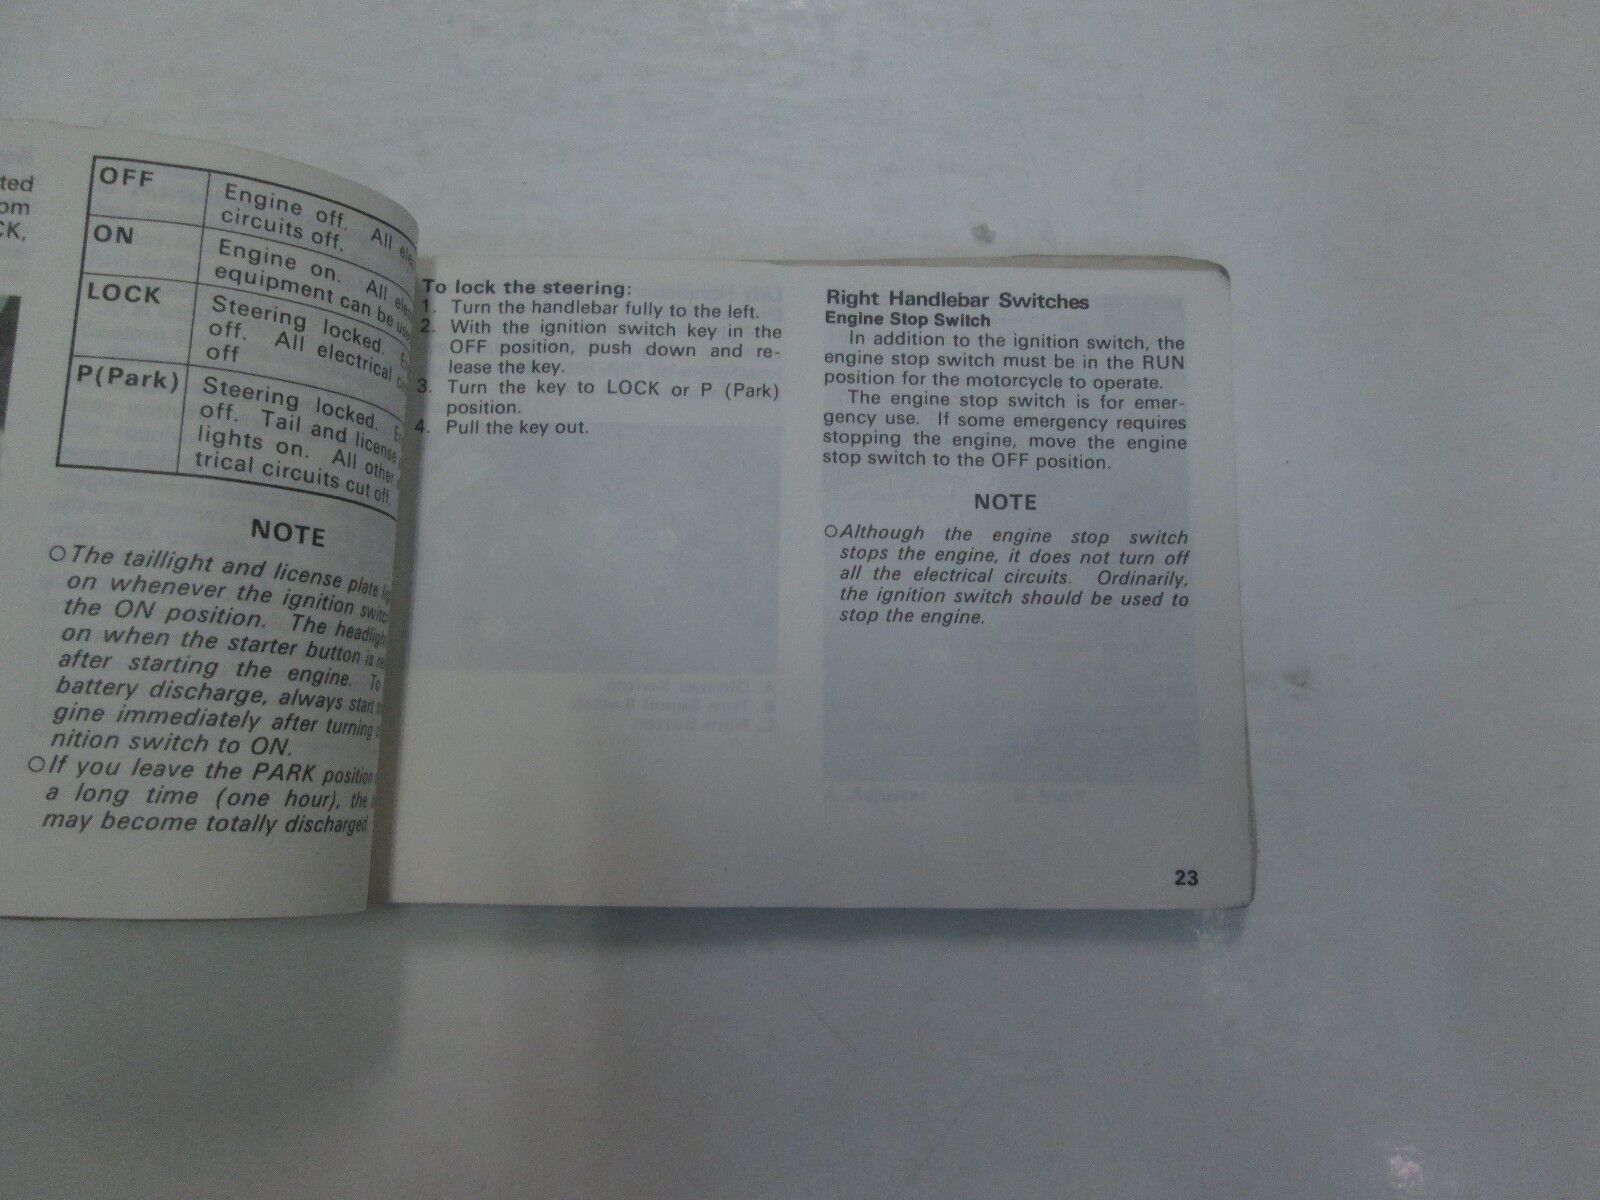 ted
om
CK,
OFF
Engine off. All
circuits off.
ON
Engine on. All
equipment can be
LOCK
Steering locked.
off. All electrical
off
P(Park)
Steering locked.
off. Tail and license
lights on. All other
trical circuits cut off.
NOTE
○The taillight and license plate
on whenever the ignition
the ON position. The
on when the starter button is
after starting the engine. To
battery discharge, always start
gine immediately after turning
nition switch to ON.
○If you leave the PARK position
a long time (one hour), the
may become totally discharged.
To lock the steering:
1. Turn the handlebar fully to the left.
2. With the ignition switch key in the
OFF position, push down and re-
lease the key.
3. Turn the key to LOCK or P (Park)
position.
4. Pull the key out.
Right Handlebar Switches
Engine Stop Switch
In addition to the ignition switch, the
engine stop switch must be in the RUN
position for the motorcycle to operate.
The engine stop switch is for emer-
gency use. If some emergency requires
stopping the engine, move the engine
stop switch to the OFF position.
NOTE
○Although the engine stop switch
stops the engine, it does not turn off
all the electrical circuits. Ordinarily,
the ignition switch should be used to
stop the engine.
23